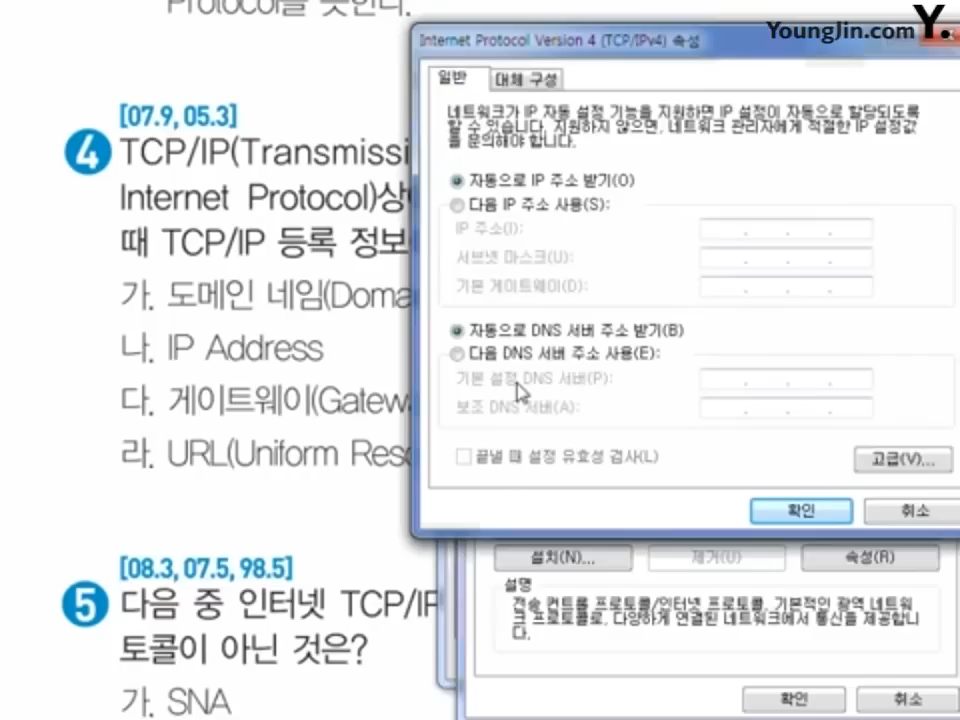 Protocol을 뜻한다.
YoungJin.com Y.
[07.9, 05.3]
4 TCP/IP(Transmissi
Internet Protocol)상
때 TCP/IP 등록 정보
가. 도메인 네임(Doma
나. IP Address
다. 게이트웨이(Gatew
라. URL(Uniform Reso
[08.3, 07.5, 98.5]
5 다음 중 인터넷 TCP/IP
토콜이 아닌 것은?
가. SNA
Internet Protocol Version 4 (TCP/IPv4) 속성
일반 대체 구성
네트워크가 IP 자동 설정 기능을 지원하면 IP 설정이 자동으로 할당되도록
할 수 있습니다. 지원하지 않으면, 네트워크 관리자에게 적절한 IP 설정값
을 문의해야 합니다.
자동으로 IP 주소 받기(O)
다음 IP 주소 사용(S):
IP 주소(I):
서브넷 마스크(U):
기본 게이트웨이(D):
자동으로 DNS 서버 주소 받기(B)
다음 DNS 서버 주소 사용(E):
기본 설정 DNS 서버(P):
보조 DNS 서버(A):
끝낼 때 설정 유효성 검사(L)
고급(V)...
확인 취소
설치(N)... 제거(U) 속성(R)
설명
전송 컨트롤 프로토콜/인터넷 프로토콜. 기본적인 광역 네트워
크 프로토콜로, 다양하게 연결된 네트워크에서 통신을 제공합니
다.
확인 취소